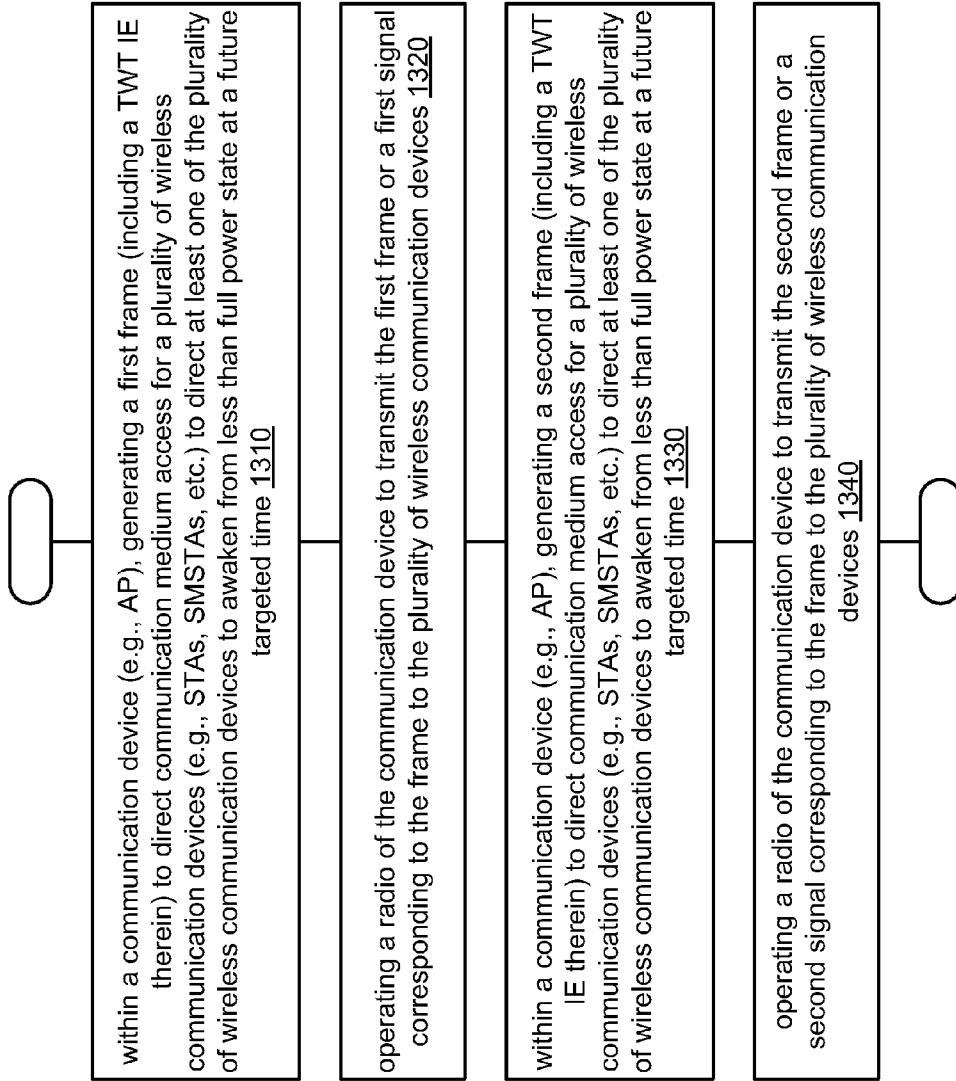 within a communication device (e.g., AP), generating a first frame (including a TWT IE
therein) to direct communication medium access for a plurality of wireless
communication devices (e.g., STAs, SMSTAs, etc.) to direct at least one of the plurality
of wireless communication devices to awaken from less than full power state at a future
targeted time 1310
operating a radio of the communication device to transmit the first frame or a first signal
corresponding to the frame to the plurality of wireless communication devices 1320
within a communication device (e.g., AP), generating a second frame (including a TWT
IE therein) to direct communication medium access for a plurality of wireless
communication devices (e.g., STAs, SMSTAs, etc.) to direct at least one of the plurality
of wireless communication devices to awaken from less than full power state at a future
targeted time 1330
operating a radio of the communication device to transmit the second frame or a
second signal corresponding to the frame to the plurality of wireless communication
devices 1340